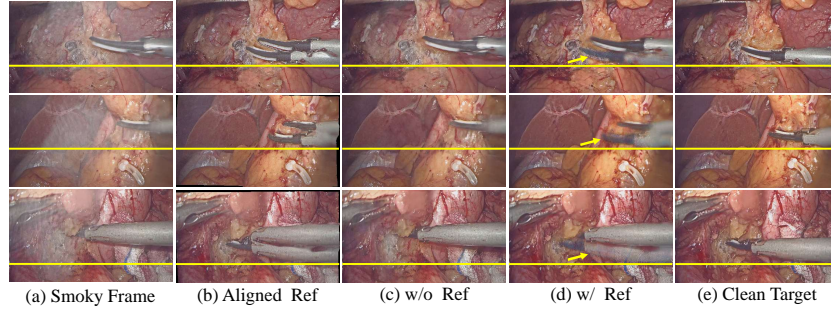 (a) Smoky Frame
(b) Aligned Ref
(c) w/o Ref
(d) w/ Ref
(e) Clean Target